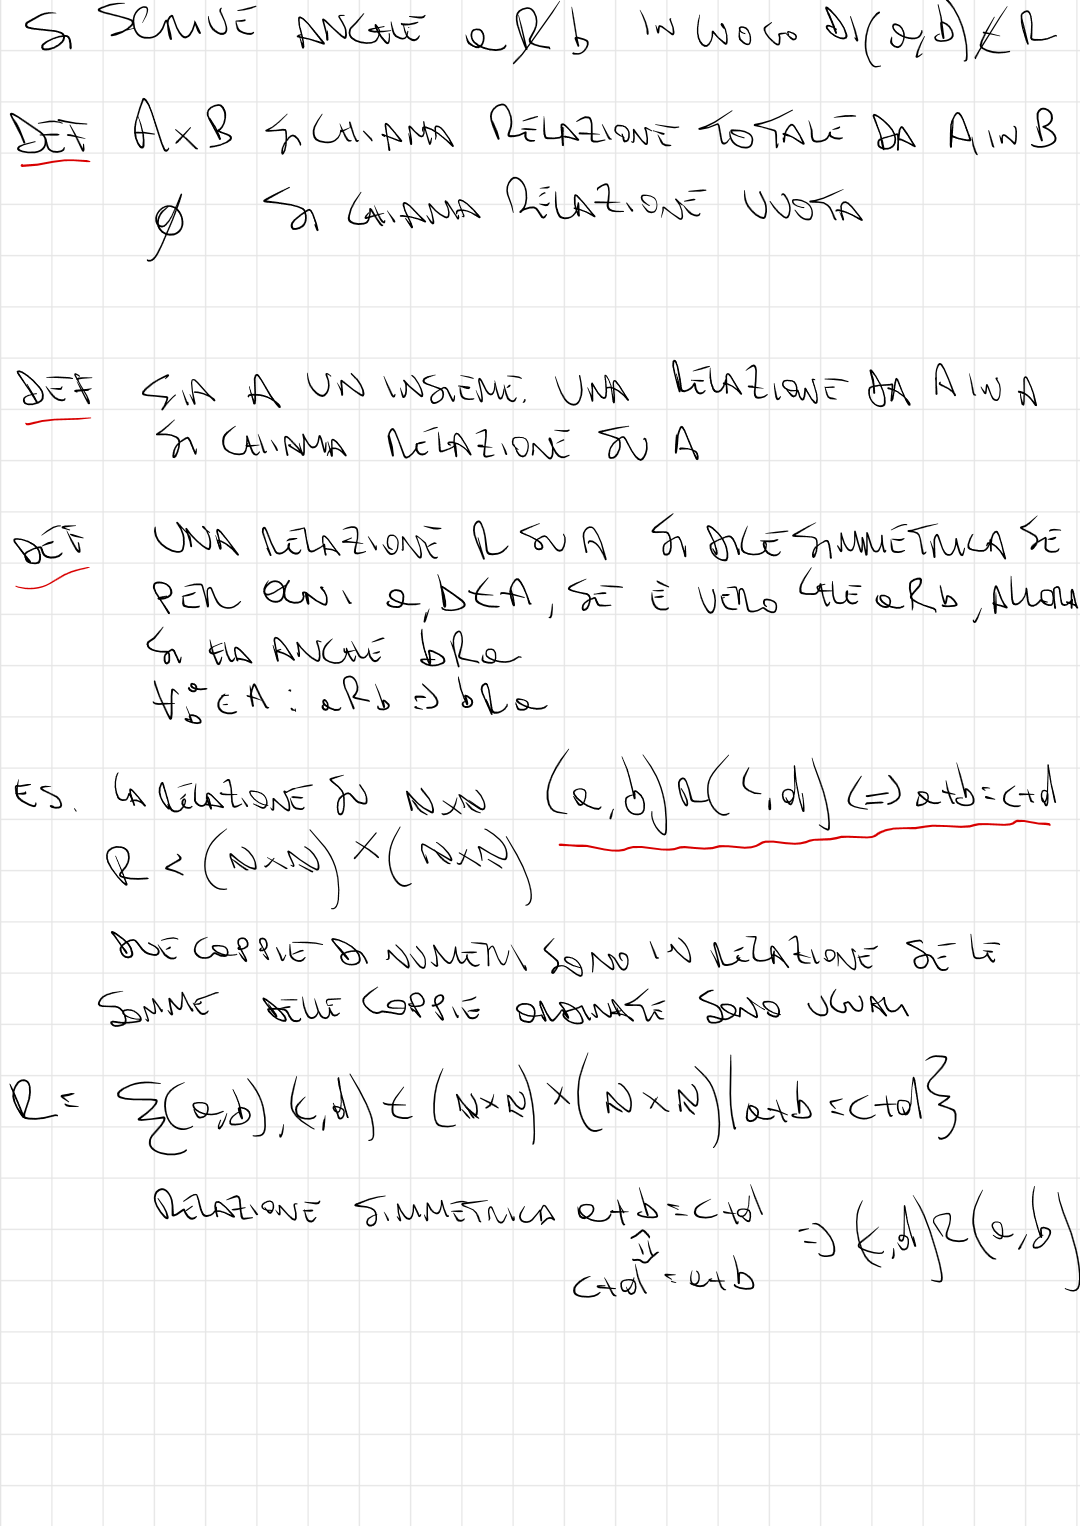 SI SCRIVE ANCHE a R̸ b IN LUOGO DI (a,b) ∉ R
DEF A×B SI CHIAMA RELAZIONE TOTALE DA A IN B
∅ SI CHIAMA RELAZIONE VUOTA
DEF SIA A UN INSIEME. UNA RELAZIONE DA A IN A
SI CHIAMA RELAZIONE SU A
DEF UNA RELAZIONE R SU A SI DICE SIMMETRICA SE
PER OGNI a,b ∈ A, SE È VERO CHE aRb, ALLORA
SI HA ANCHE bRa
∀ a b ∈ A : aRb => bRa
ES. LA RELAZIONE SU N×N (a,b) R (c,d) <=> a+b=c+d
R < (N×N) × (N×N)
DUE COPPIE DI NUMERI SONO IN RELAZIONE SE LE
SOMME DELLE COPPIE ORDINATE SONO UGUALI
R = {(a,b),(c,d) ∈ (N×N) × (N×N) | a+b=c+d}
RELAZIONE SIMMETRICA a+b=c+d => (c,d) R (a,b)
⇕
c+d=a+b